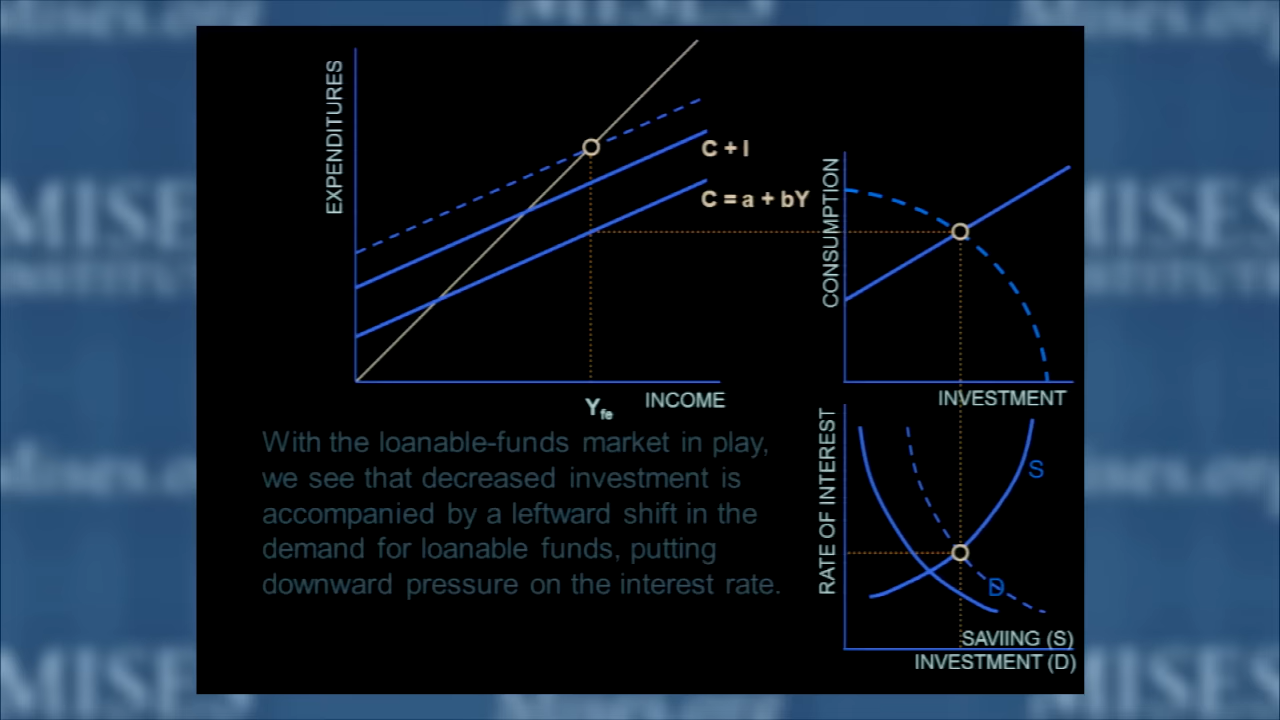 EXPENDITURES
C + I
C = a + bY
Yfe
INCOME
CONSUMPTION
INVESTMENT
With the loanable-funds market in play,
we see that decreased investment is
accompanied by a leftward shift in the
demand for loanable funds, putting
downward pressure on the interest rate.
RATE OF INTEREST
S
D
SAVIING (S)
INVESTMENT (D)